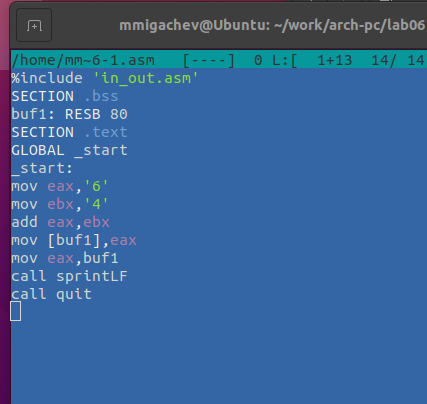 mmigachev@Ubuntu: ~/work/arch-pc/lab06
/home/mm~6-1.asm   [----]  0 L:[  1+13  14/ 14
%include 'in_out.asm'
SECTION .bss
buf1: RESB 80
SECTION .text
GLOBAL _start
_start:
mov eax,'6'
mov ebx,'4'
add eax,ebx
mov [buf1],eax
mov eax,buf1
call sprintLF
call quit